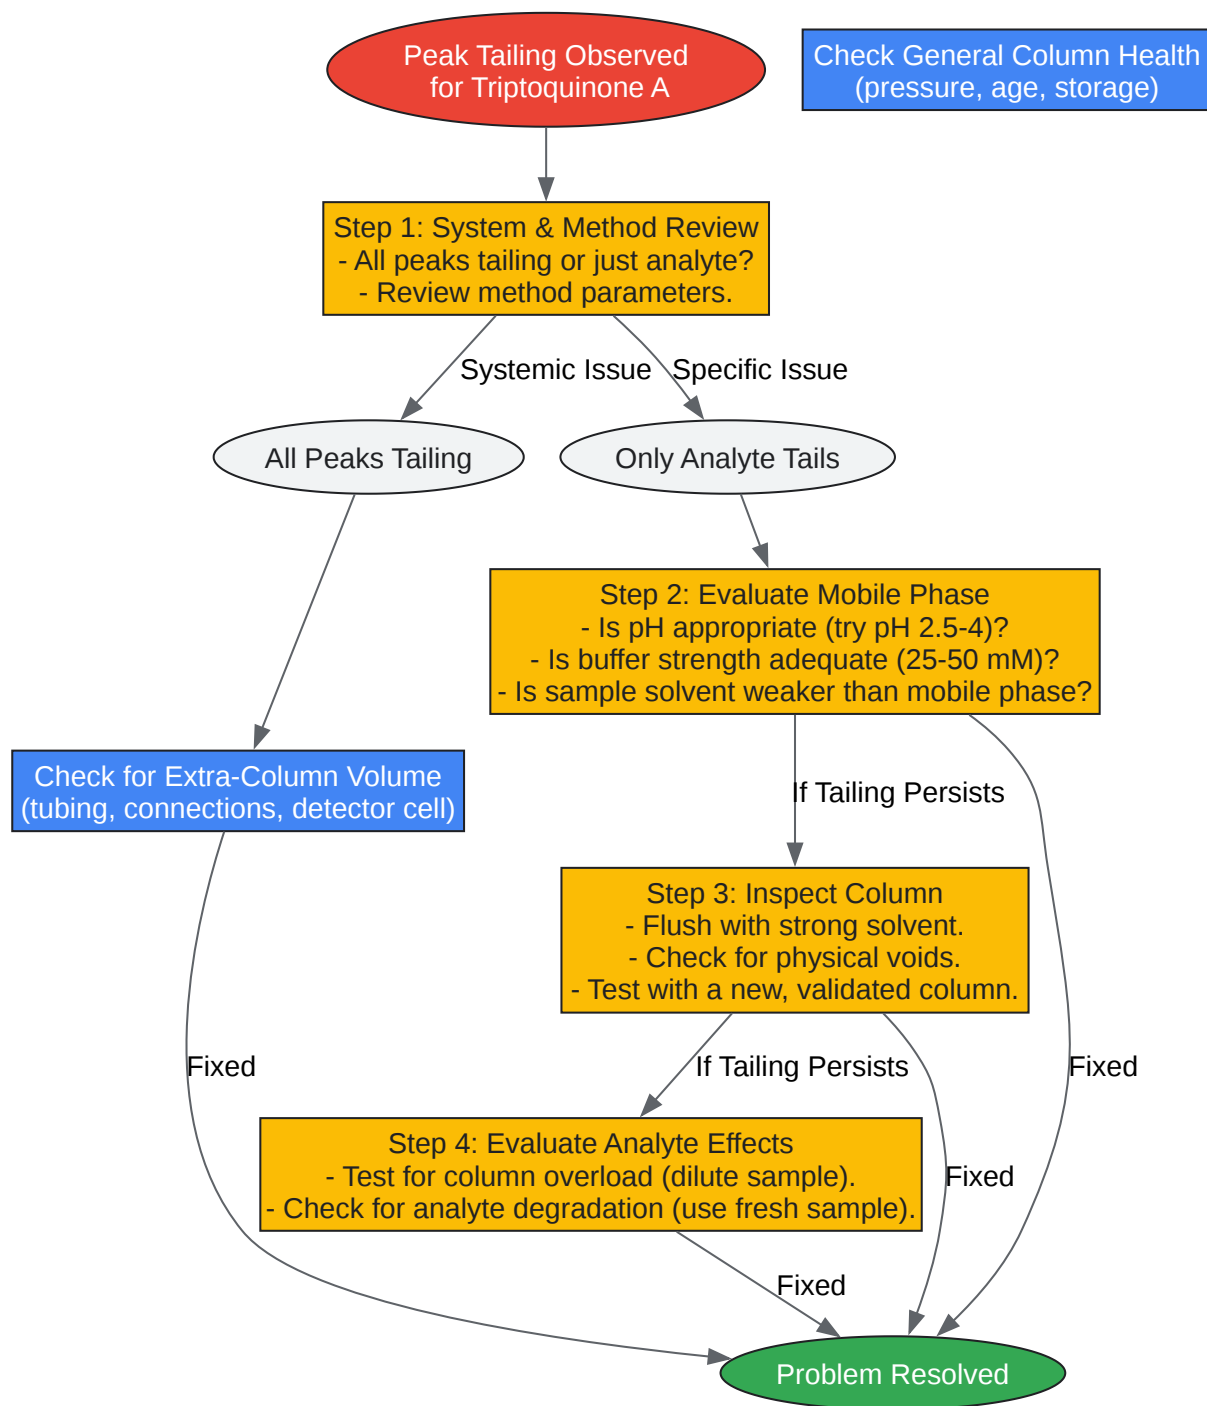 Peak Tailing Observed
for Triptoquinone A
Check General Column Health
(pressure, age, storage)
Step 1: System & Method Review
- All peaks tailing or just analyte?
- Review method parameters.
Systemic Issue
Specific Issue
All Peaks Tailing
Only Analyte Tails
Step 2: Evaluate Mobile Phase
- Is pH appropriate (try pH 2.5-4)?
- Is buffer strength adequate (25-50 mM)?
- Is sample solvent weaker than mobile phase?
Check for Extra-Column Volume
(tubing, connections, detector cell)
If Tailing Persists
Step 3: Inspect Column
- Flush with strong solvent.
- Check for physical voids.
- Test with a new, validated column.
Fixed
If Tailing Persists
Fixed
Step 4: Evaluate Analyte Effects
- Test for column overload (dilute sample).
- Check for analyte degradation (use fresh sample).
Fixed
Fixed
Problem Resolved